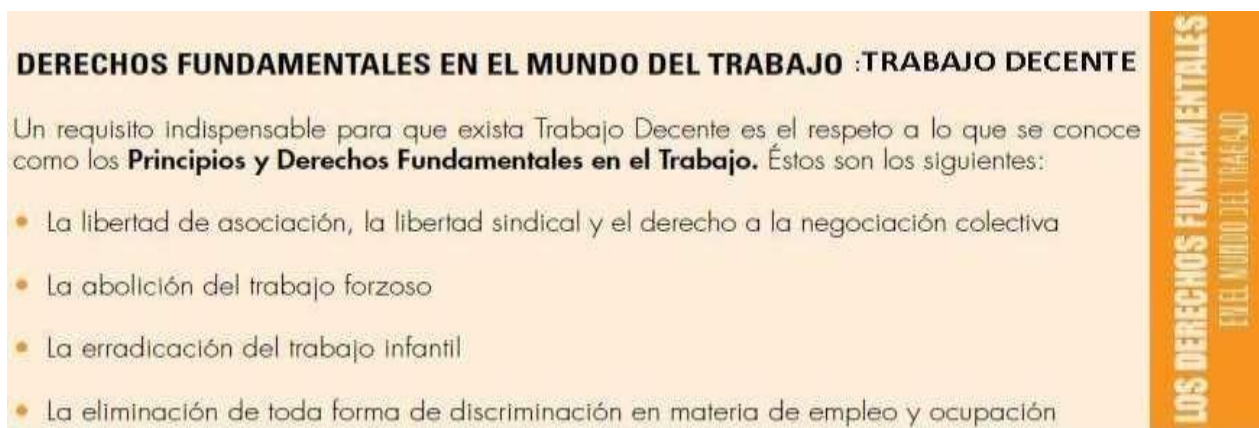 DERECHOS FUNDAMENTALES EN EL MUNDO DEL TRABAJO :TRABAJO DECENTE
Un requisito indispensable para que exista Trabajo Decente es el respeto a lo que se conoce
como los Principios y Derechos Fundamentales en el Trabajo. Éstos son los siguientes:
• La libertad de asociación, la libertad sindical y el derecho a la negociación colectiva
• La abolición del trabajo forzoso
• La erradicación del trabajo infantil
• La eliminación de toda forma de discriminación en materia de empleo y ocupación
LOS DERECHOS FUNDAMENTALES
EN EL MUNDO DEL TRABAJO